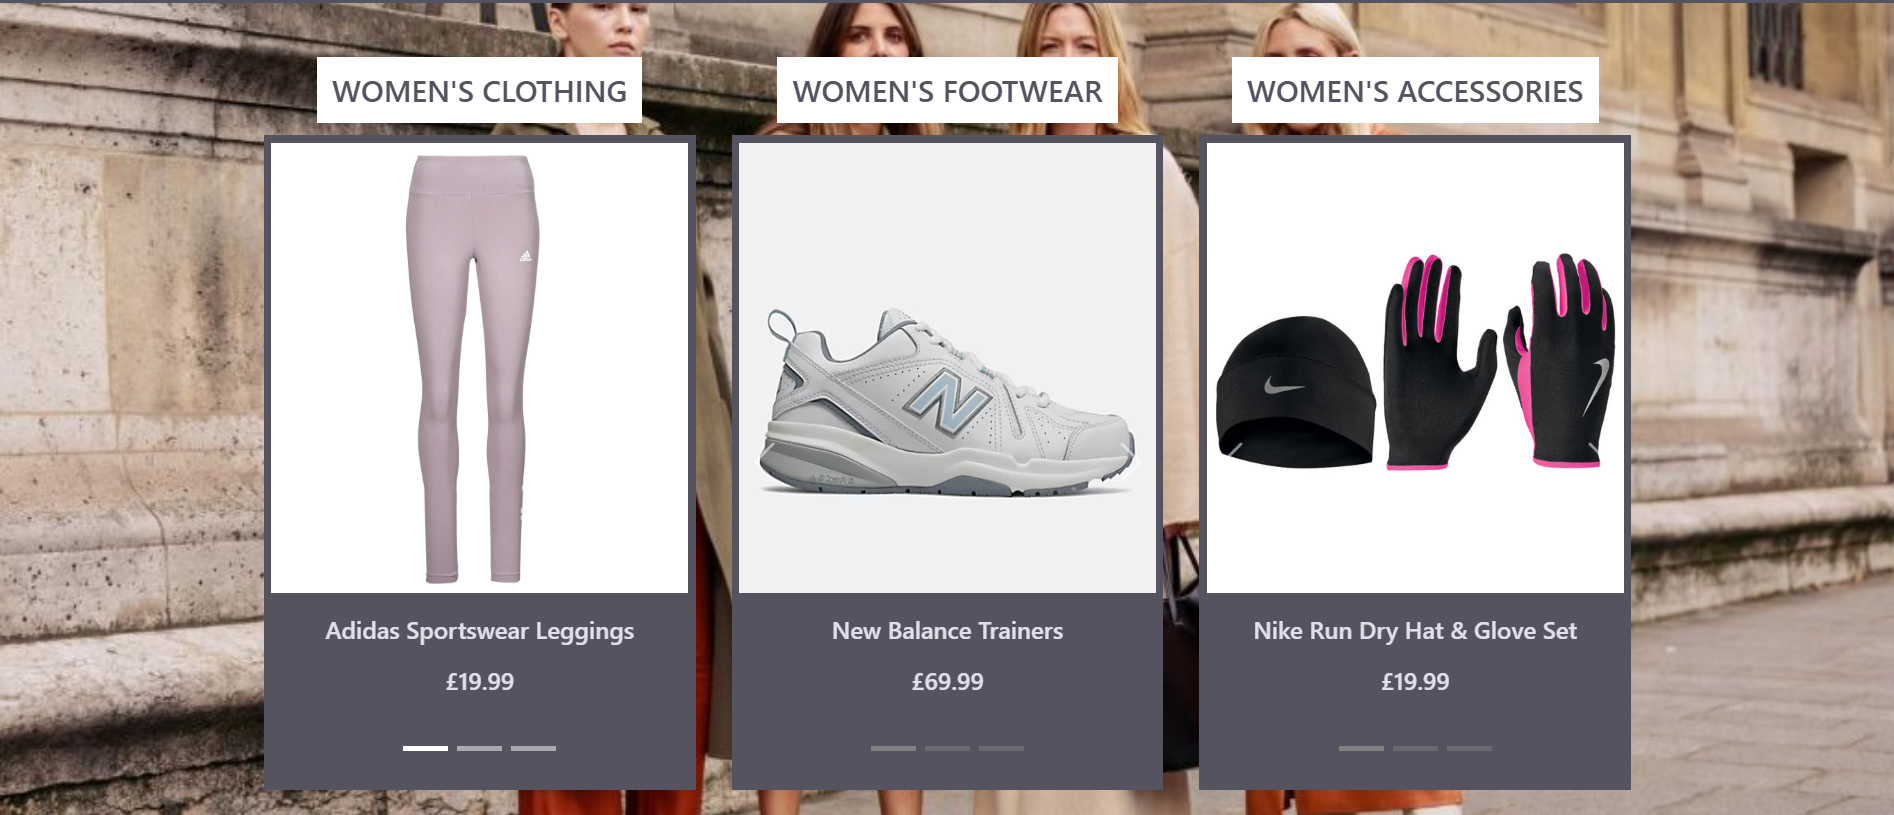 WOMEN'S CLOTHING
WOMEN'S FOOTWEAR
WOMEN'S ACCESSORIES
N
Adidas Sportswear Leggings
£19.99
New Balance Trainers
£69.99
Nike Run Dry Hat & Glove Set
£19.99